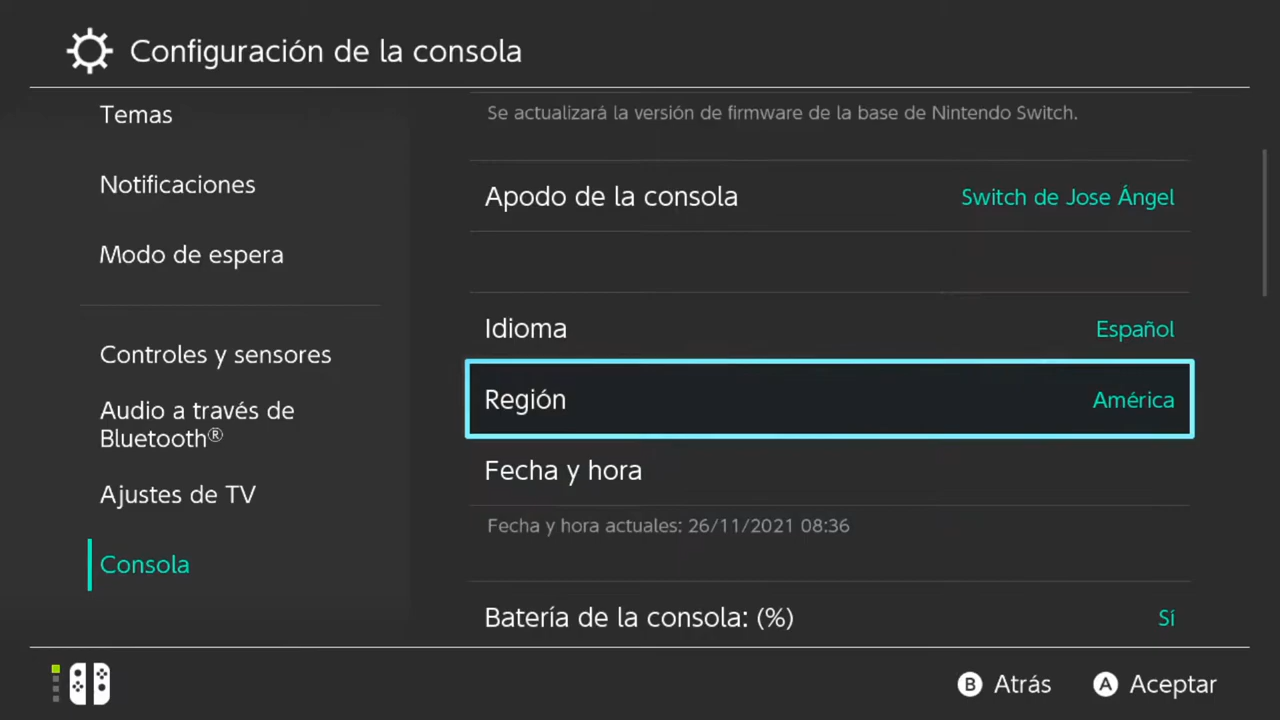 Configuración de la consola
Temas
Notificaciones
Modo de espera
Controles y sensores
Audio a través de
Bluetooth®
Ajustes de TV
Consola
Se actualizará la versión de firmware de la base de Nintendo Switch.
Apodo de la consola Switch de Jose Ángel
Idioma Español
Región América
Fecha y hora
Fecha y hora actuales: 26/11/2021 08:36
Batería de la consola: (%) Sí
B Atrás A Aceptar